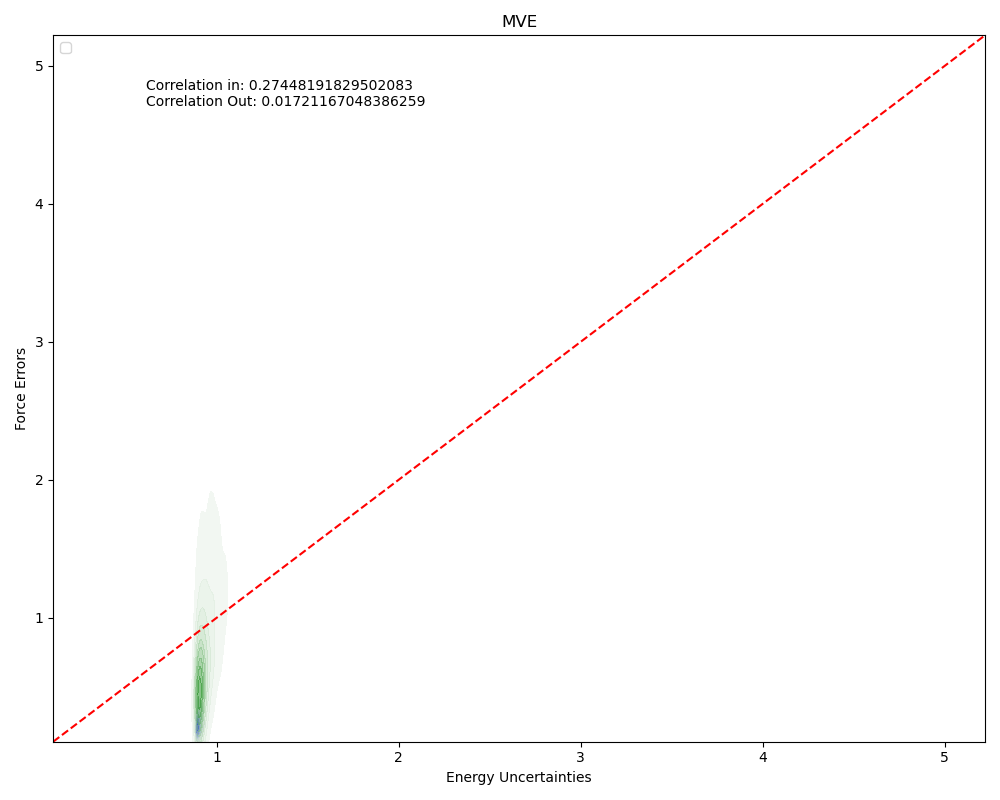 MVE
Correlation in: 0.27448191829502083
Correlation Out: 0.01721167048386259
5
4
3
2
1
Force Errors
1 2 3 4 5
Energy Uncertainties